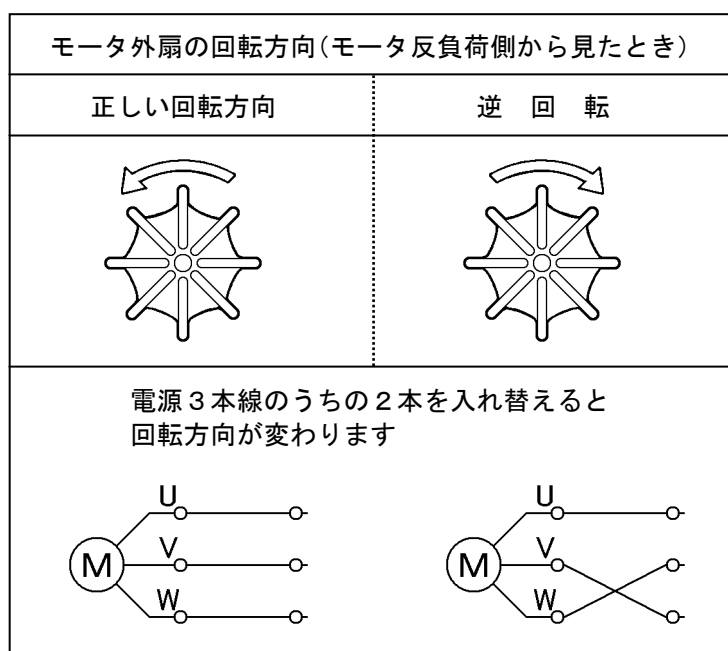 モータ外扇の回転方向(モータ反負荷側から見たとき)
正しい回転方向
逆 回 転
電源3本線のうちの2本を入れ替えると
回転方向が変わります
U
V
M
W
U
V
M
W